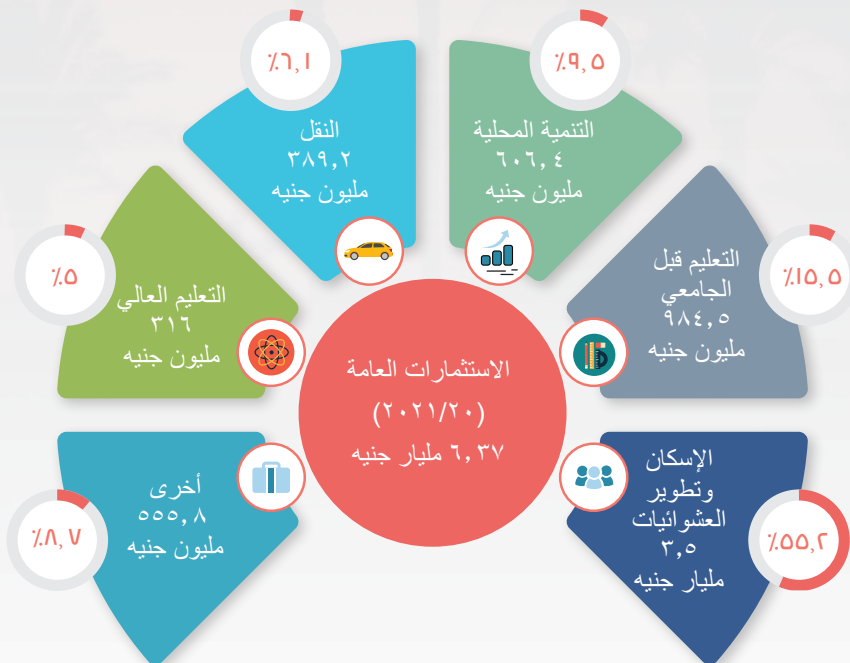 الاستثمارات العامة
(٢٠٢١/٢٠)
٦,٣٧ مليار جنيه
٪٥٥,٢
الإسكان
وتطوير
العشوائيات
٣,٥
مليار جنيه
٪١٥,٥
التعليم قبل
الجامعي
٩٨٤,٥
مليون جنيه
٪٩,٥
التنمية المحلية
٦٠٦,٤
مليون جنيه
٪٦,١
النقل
٣٨٩,٢
مليون جنيه
٪٥
التعليم العالي
٣١٦
مليون جنيه
٪٨,٧
أخرى
٥٥٥,٨
مليون جنيه